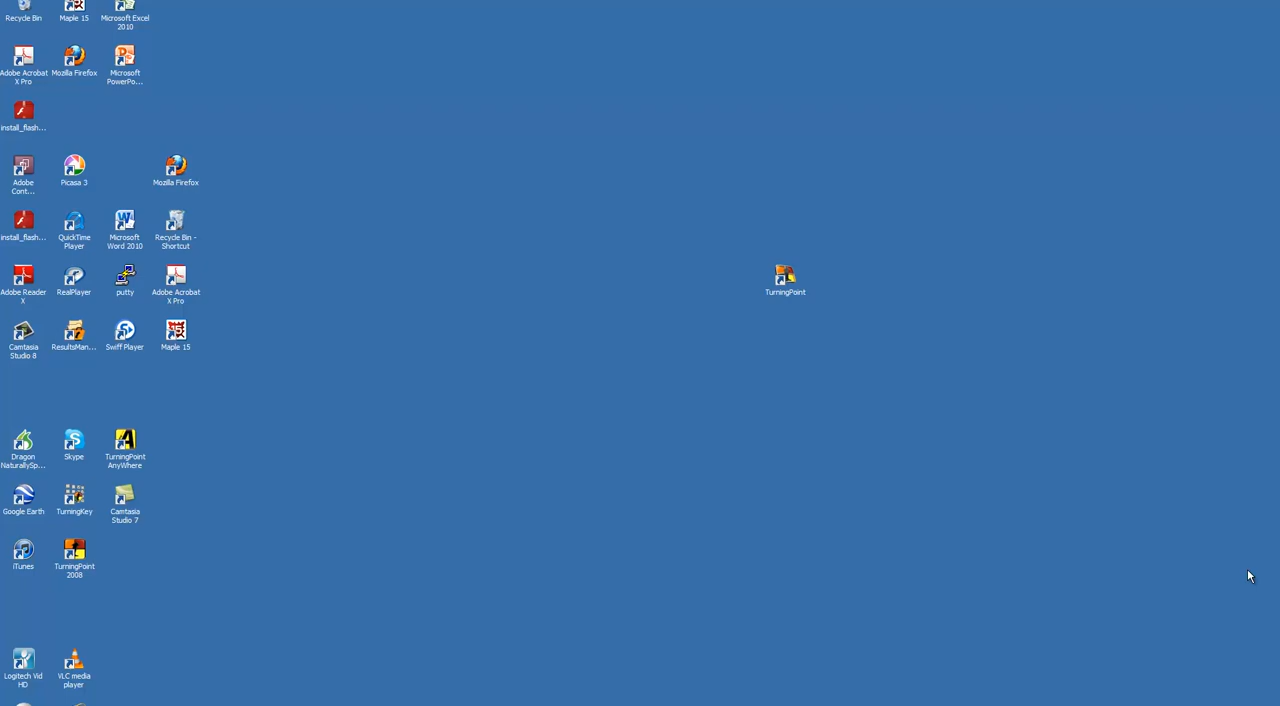 Recycle Bin
Maple 15
Microsoft Excel
2010
Adobe Acrobat
X Pro
Mozilla Firefox
Microsoft
PowerPo...
install_flash...
Adobe
Cont...
Picasa 3
Mozilla Firefox
install_flash...
QuickTime
Player
Microsoft
Word 2010
Recycle Bin -
Shortcut
Adobe Reader
X
RealPlayer
putty
Adobe Acrobat
X Pro
TurningPoint
Camtasia
Studio 8
ResultsMan...
Swiff Player
Maple 15
Dragon
NaturallySp...
Skype
TurningPoint
AnyWhere
Google Earth
TurningKey
Camtasia
Studio 7
iTunes
TurningPoint
2008
Logitech Vid
HD
VLC media
player